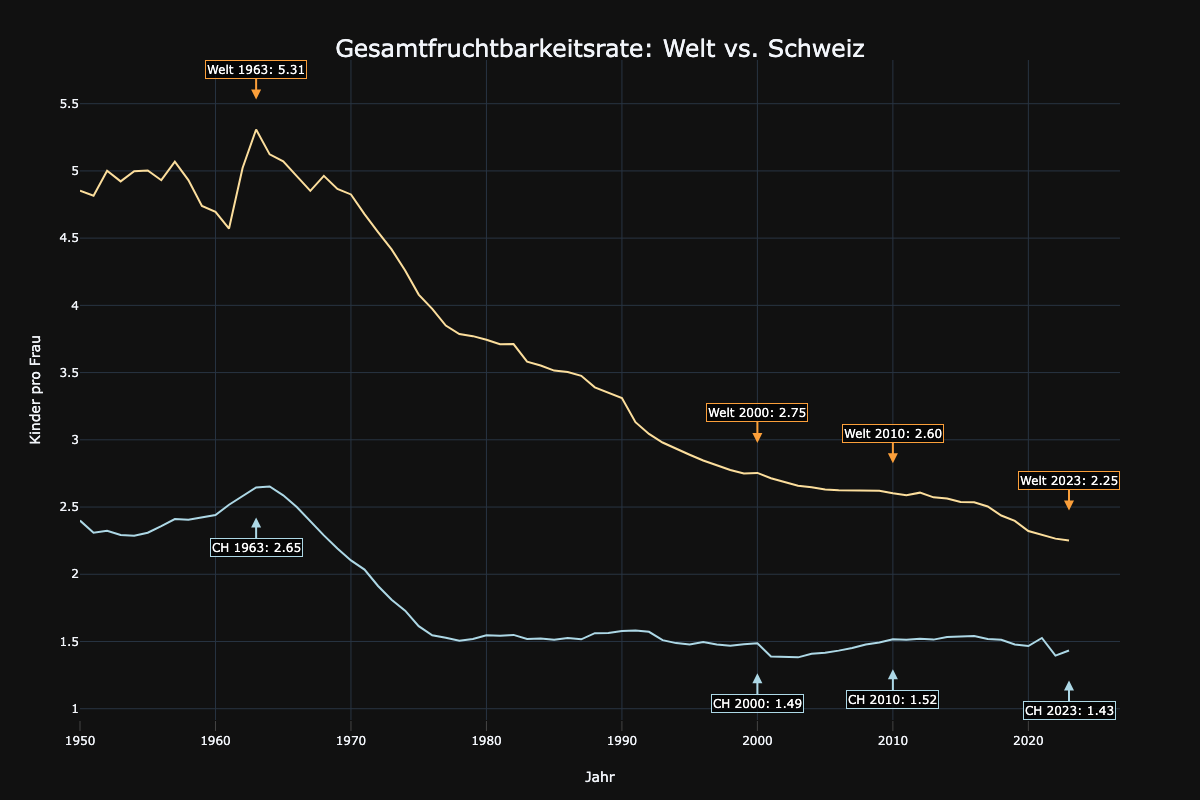 Gesamtfruchtbarkeitsrate: Welt vs. Schweiz
Welt 1963: 5.31
5.5
5
4.5
4
3.5
3
2.5
2
1.5
1
Kinder pro Frau
Welt 2000: 2.75
Welt 2010: 2.60
Welt 2023: 2.25
CH 1963: 2.65
CH 2000: 1.49
CH 2010: 1.52
CH 2023: 1.43
1950 1960 1970 1980 1990 2000 2010 2020
Jahr